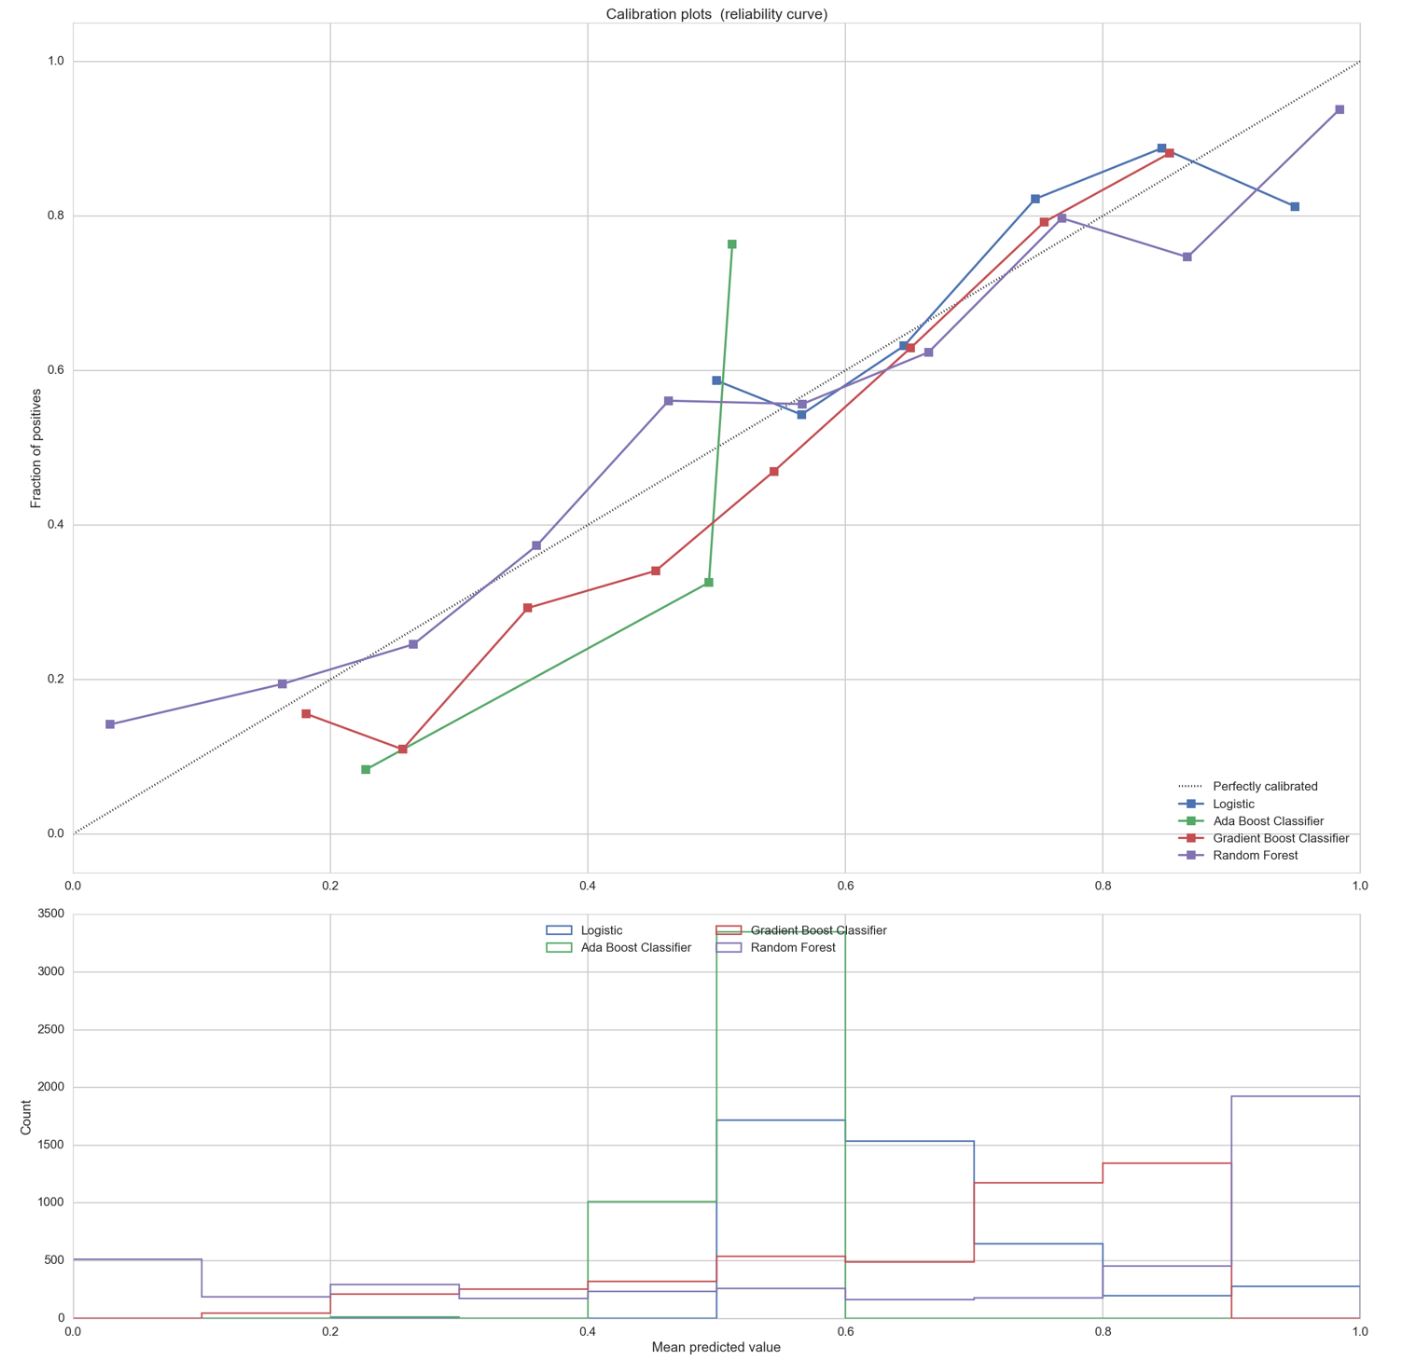 Calibration plots (reliability curve)
1.0
0.8
0.6
0.4
0.2
0.0
Fraction of positives
Perfectly calibrated
Logistic
Ada Boost Classifier
Gradient Boost Classifier
Random Forest
0.0 0.2 0.4 0.6 0.8 1.0
3500
3000
2500
2000
1500
1000
500
0
Count
Logistic Gradient Boost Classifier
Ada Boost Classifier Random Forest
0.0 0.2 0.4 0.6 0.8 1.0
Mean predicted value